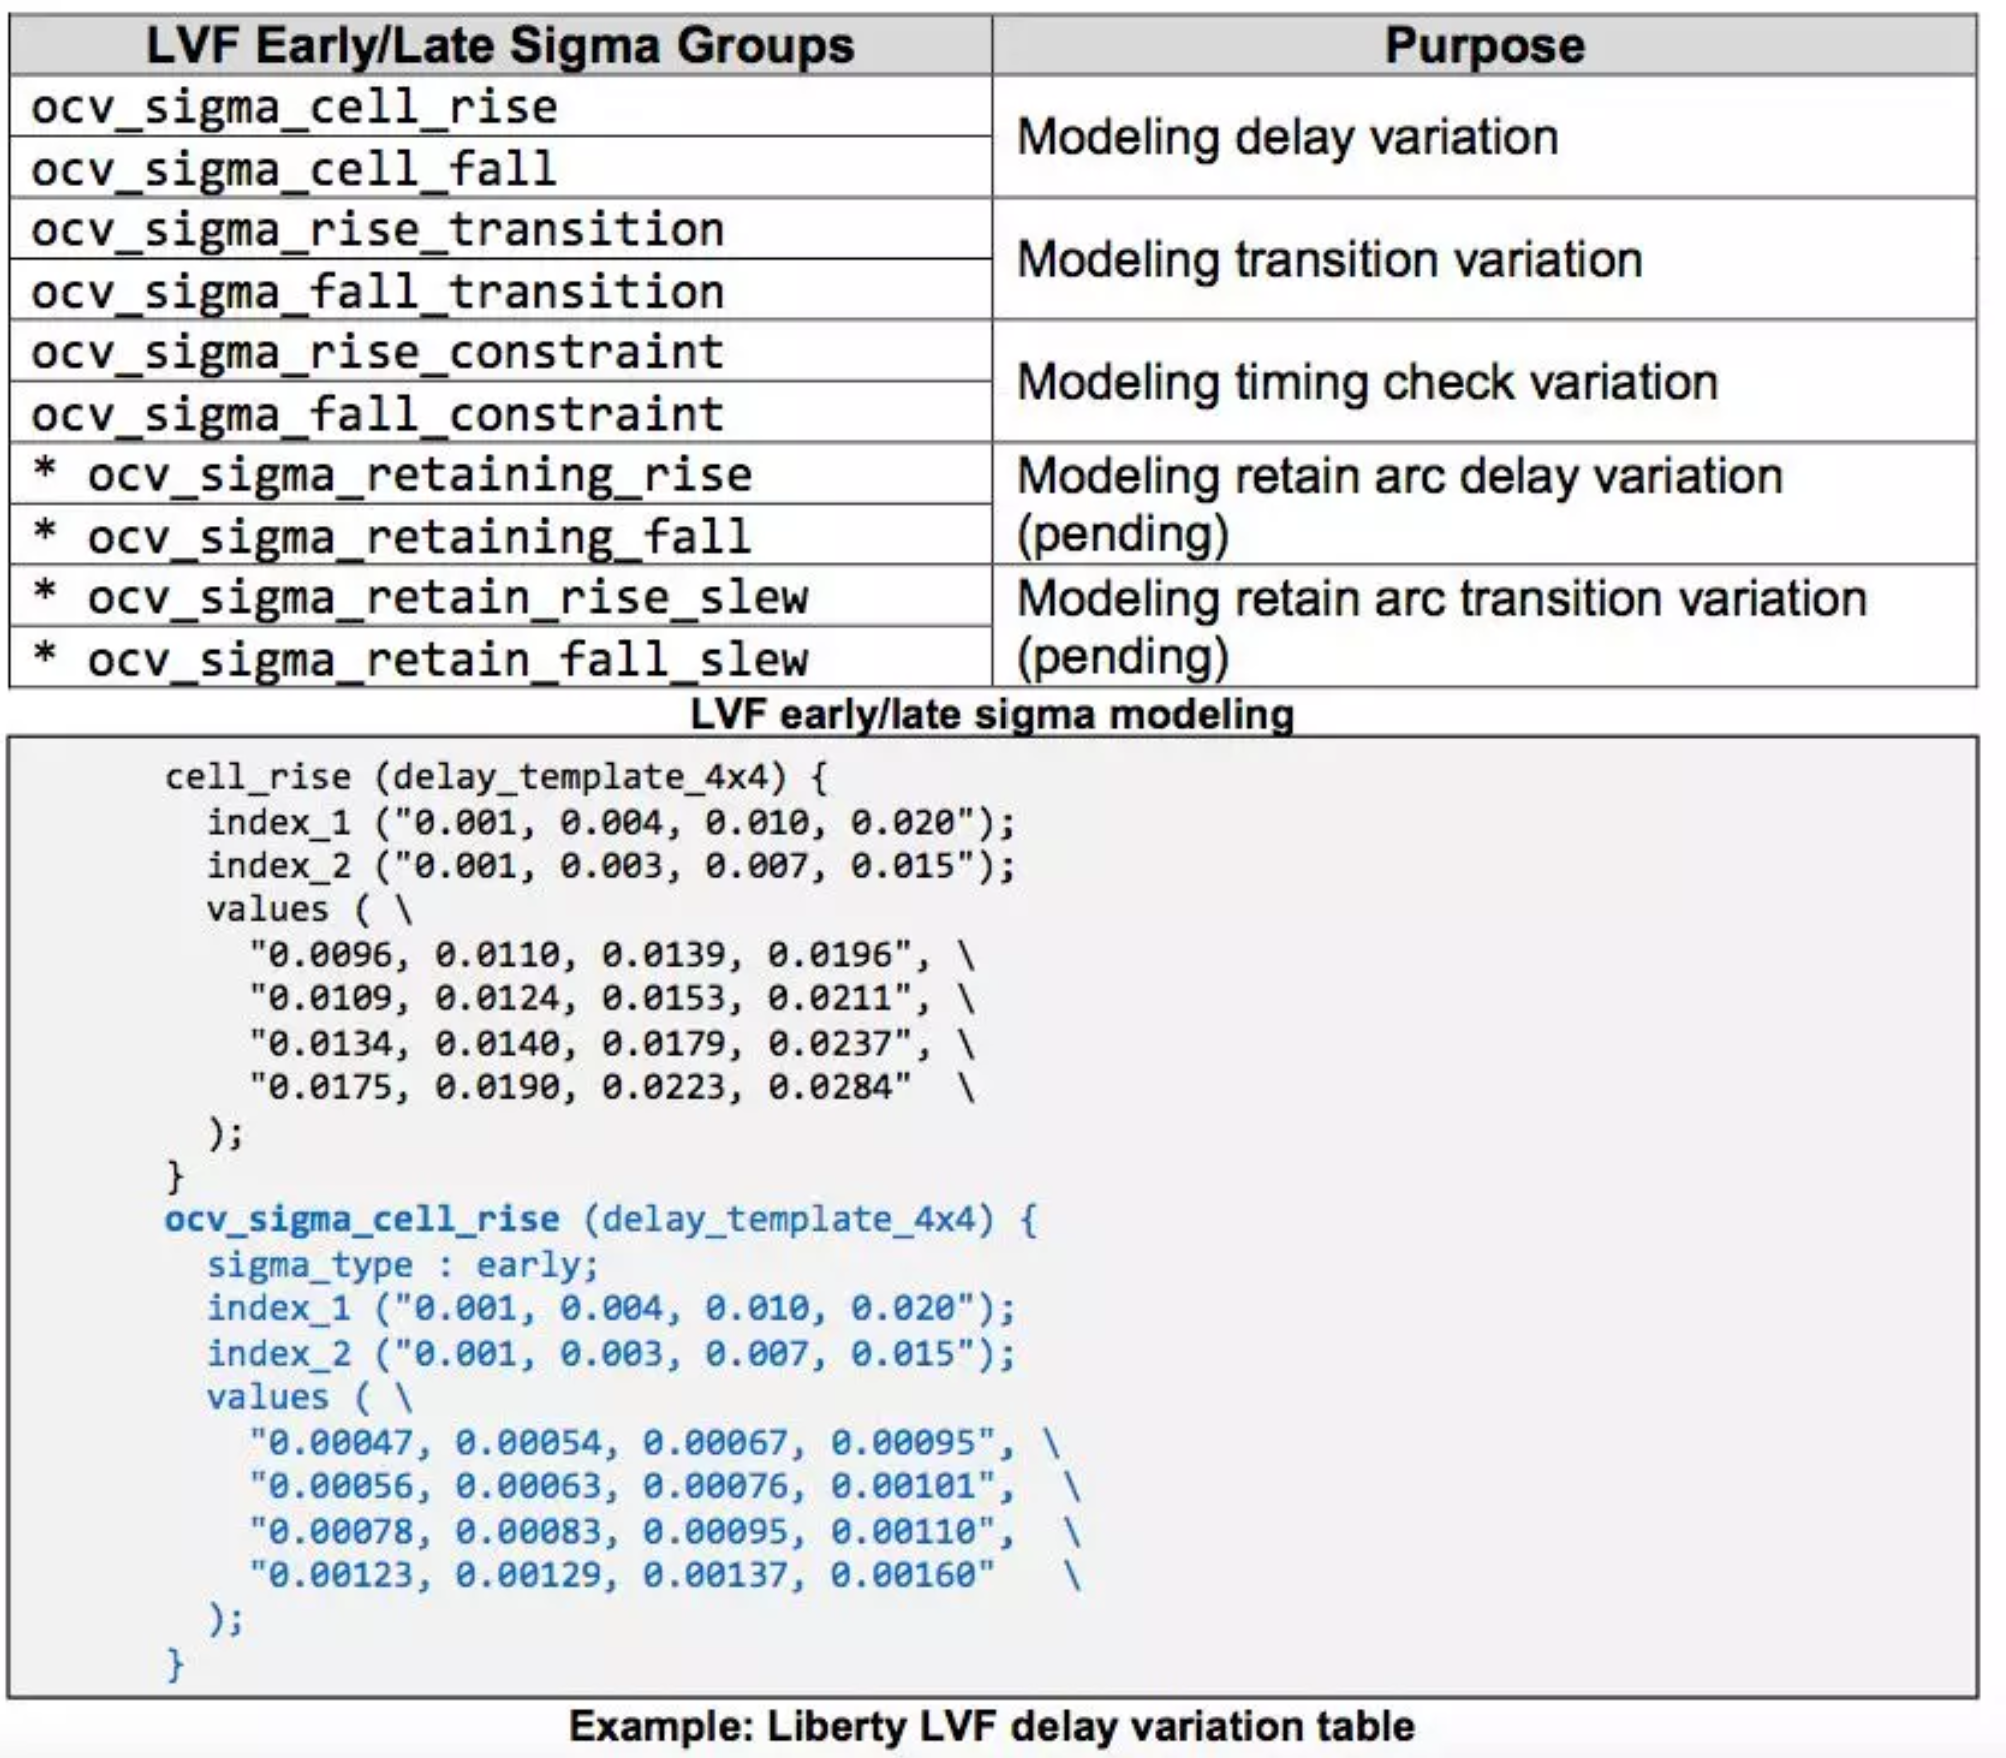 LVF Early/Late Sigma Groups Purpose
ocv_sigma_cell_rise
Modeling delay variation
ocv_sigma_cell_fall
ocv_sigma_rise_transition
Modeling transition variation
ocv_sigma_fall_transition
ocv_sigma_rise_constraint
Modeling timing check variation
ocv_sigma_fall_constraint
* ocv_sigma_retaining_rise
Modeling retain arc delay variation
(pending)
* ocv_sigma_retaining_fall
* ocv_sigma_retain_rise_slew
Modeling retain arc transition variation
(pending)
* ocv_sigma_retain_fall_slew
LVF early/late sigma modeling
cell_rise (delay_template_4x4) {
index_1 ("0.001, 0.004, 0.010, 0.020");
index_2 ("0.001, 0.003, 0.007, 0.015");
values ( \
"0.0096, 0.0110, 0.0139, 0.0196", \
"0.0109, 0.0124, 0.0153, 0.0211", \
"0.0134, 0.0140, 0.0179, 0.0237", \
"0.0175, 0.0190, 0.0223, 0.0284" \
);
}
ocv_sigma_cell_rise (delay_template_4x4) {
sigma_type : early;
index_1 ("0.001, 0.004, 0.010, 0.020");
index_2 ("0.001, 0.003, 0.007, 0.015");
values ( \
"0.00047, 0.00054, 0.00067, 0.00095", \
"0.00056, 0.00063, 0.00076, 0.00101", \
"0.00078, 0.00083, 0.00095, 0.00110", \
"0.00123, 0.00129, 0.00137, 0.00160" \
);
}
Example: Liberty LVF delay variation table